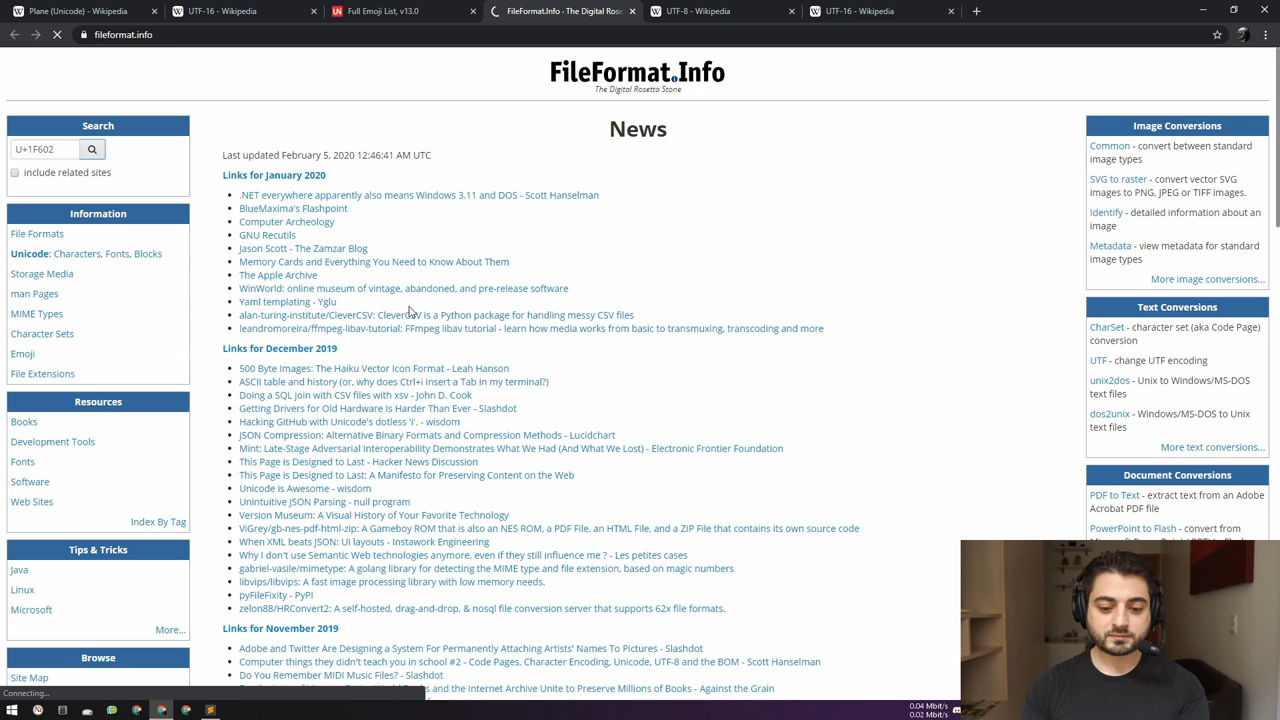 Plane (Unicode) - Wikipedia
UTF-16 - Wikipedia
Full Emoji List, v13.0
FileFormat.Info · The Digital Rose
UTF-8 - Wikipedia
UTF-16 - Wikipedia
fileformat.info
FileFormat.Info
The Digital Rosetta Stone
Search
U+1F602
include related sites
Information
File Formats
Unicode: Characters, Fonts, Blocks
Storage Media
man Pages
MIME Types
Character Sets
Emoji
File Extensions
Resources
Books
Development Tools
Fonts
Software
Web Sites
Index By Tag
Tips & Tricks
Java
Linux
Microsoft
More...
Browse
Site Map
Connecting...
News
Last updated February 5, 2020 12:46:41 AM UTC
Links for January 2020
.NET everywhere apparently also means Windows 3.11 and DOS - Scott Hanselman
BlueMaxima's Flashpoint
Computer Archeology
GNU Recutils
Jason Scott - The Zamzar Blog
Memory Cards and Everything You Need to Know About Them
The Apple Archive
WinWorld: online museum of vintage, abandoned, and pre-release software
Yaml templating - Yglu
alan-turing-institute/CleverCSV: CleverCSV is a Python package for handling messy CSV files
leandromoreira/ffmpeg-libav-tutorial: FFmpeg libav tutorial - learn how media works from basic to transmuxing, transcoding and more
Links for December 2019
500 Byte Images: The Haiku Vector Icon Format - Leah Hanson
ASCII table and history (or, why does Ctrl+i insert a Tab in my terminal?)
Doing a SQL join with CSV files with xsv - John D. Cook
Getting Drivers for Old Hardware Is Harder Than Ever - Slashdot
Hacking GitHub with Unicode's dotless 'i'. - wisdom
JSON Compression: Alternative Binary Formats and Compression Methods - Lucidchart
Mint: Late-Stage Adversarial Interoperability Demonstrates What We Had (And What We Lost) - Electronic Frontier Foundation
This Page is Designed to Last - Hacker News Discussion
This Page is Designed to Last: A Manifesto for Preserving Content on the Web
Unicode is Awesome - wisdom
Unintuitive JSON Parsing - null program
Version Museum: A Visual History of Your Favorite Technology
ViGrey/gb-nes-pdf-html-zip: A Gameboy ROM that is also an NES ROM, a PDF File, an HTML File, and a ZIP File that contains its own source code
When XML beats JSON: UI layouts - Instawork Engineering
Why I don't use Semantic Web technologies anymore, even if they still influence me ? - Les petites cases
gabriel-vasile/mimetype: A golang library for detecting the MIME type and file extension, based on magic numbers
libvips/libvips: A fast image processing library with low memory needs.
pyFileFixity - PyPI
zelon88/HRConvert2: A self-hosted, drag-and-drop, & nosql file conversion server that supports 62x file formats.
Links for November 2019
Adobe and Twitter Are Designing a System For Permanently Attaching Artists' Names To Pictures - Slashdot
Computer things they didn't teach you in school #2 - Code Pages, Character Encoding, Unicode, UTF-8 and the BOM - Scott Hanselman
Do You Remember MIDI Music Files? - Slashdot
and the Internet Archive Unite to Preserve Millions of Books - Against the Grain
Image Conversions
Common - convert between standard
image types
SVG to raster - convert vector SVG
images to PNG, JPEG or TIFF images.
Identify - detailed information about an
image
Metadata - view metadata for standard
image types
More image conversions...
Text Conversions
CharSet - character set (aka Code Page)
conversion
UTF - change UTF encoding
unix2dos - Unix to Windows/MS-DOS
text files
dos2unix - Windows/MS-DOS to Unix
text files
More text conversions...
Document Conversions
PDF to Text - extract text from an Adobe
Acrobat PDF file
PowerPoint to Flash - convert from
0.04 Mbit/s
0.02 Mbit/s